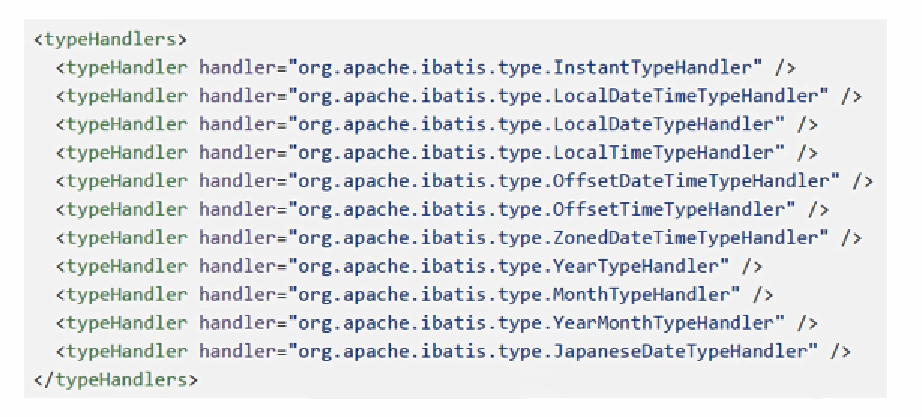 <typeHandlers>
<typeHandler handler="org.apache.ibatis.type.InstantTypeHandler" />
<typeHandler handler="org.apache.ibatis.type.LocalDateTimeTypeHandler" />
<typeHandler handler="org.apache.ibatis.type.LocalDateTypeHandler" />
<typeHandler handler="org.apache.ibatis.type.LocalTimeTypeHandler" />
<typeHandler handler="org.apache.ibatis.type.OffsetDateTimeTypeHandler" />
<typeHandler handler="org.apache.ibatis.type.OffsetTimeTypeHandler" />
<typeHandler handler="org.apache.ibatis.type.ZonedDateTimeTypeHandler" />
<typeHandler handler="org.apache.ibatis.type.YearTypeHandler" />
<typeHandler handler="org.apache.ibatis.type.MonthTypeHandler" />
<typeHandler handler="org.apache.ibatis.type.YearMonthTypeHandler" />
<typeHandler handler="org.apache.ibatis.type.JapaneseDateTypeHandler" />
</typeHandlers>